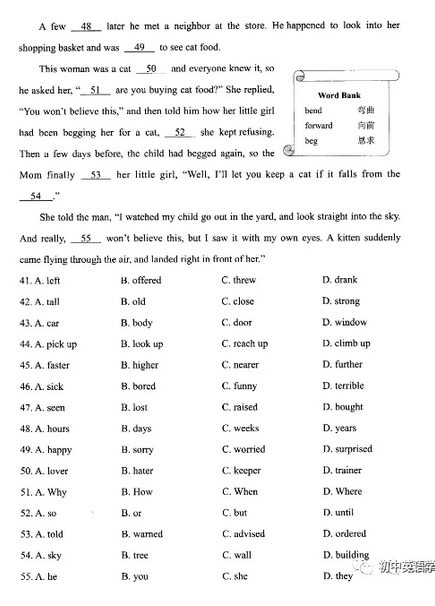 A few 48 later he met a neighbor at the store. He happened to look into her
shopping basket and was 49 to see cat food.
This woman was a cat 50 and everyone knew it, so
he asked her, “ 51 are you buying cat food?” She replied,
“You won't believe this,” and then told him how her little girl
had been begging her for a cat, 52 she kept refusing.
Then a few days before, the child had begged again, so the
Mom finally 53 her little girl, “Well, I'll let you keep a cat if it falls from the
54 .”
Word Bank
bend 弯曲
forward 向前
beg 恳求
She told the man, “I watched my child go out in the yard, and look straight into the sky.
And really, 55 won't believe this, but I saw it with my own eyes. A kitten suddenly
came flying through the air, and landed right in front of her.”
41. A. left B. offered C. threw D. drank
42. A. tall B. old C. close D. strong
43. A. car B. body C. door D. window
44. A. pick up B. look up C. reach up D. climb up
45. A. faster B. higher C. nearer D. further
46. A. sick B. bored C. funny D. terrible
47. A. seen B. lost C. raised D. bought
48. A. hours B. days C. weeks D. years
49. A. happy B. sorry C. worried D. surprised
50. A. lover B. hater C. keeper D. trainer
51. A. Why B. How C. When D. Where
52. A. so B. or C. but D. until
53. A. told B. warned C. advised D. ordered
54. A. sky B. tree C. wall D. building
55. A. he B. you C. she D. they
初中英语学